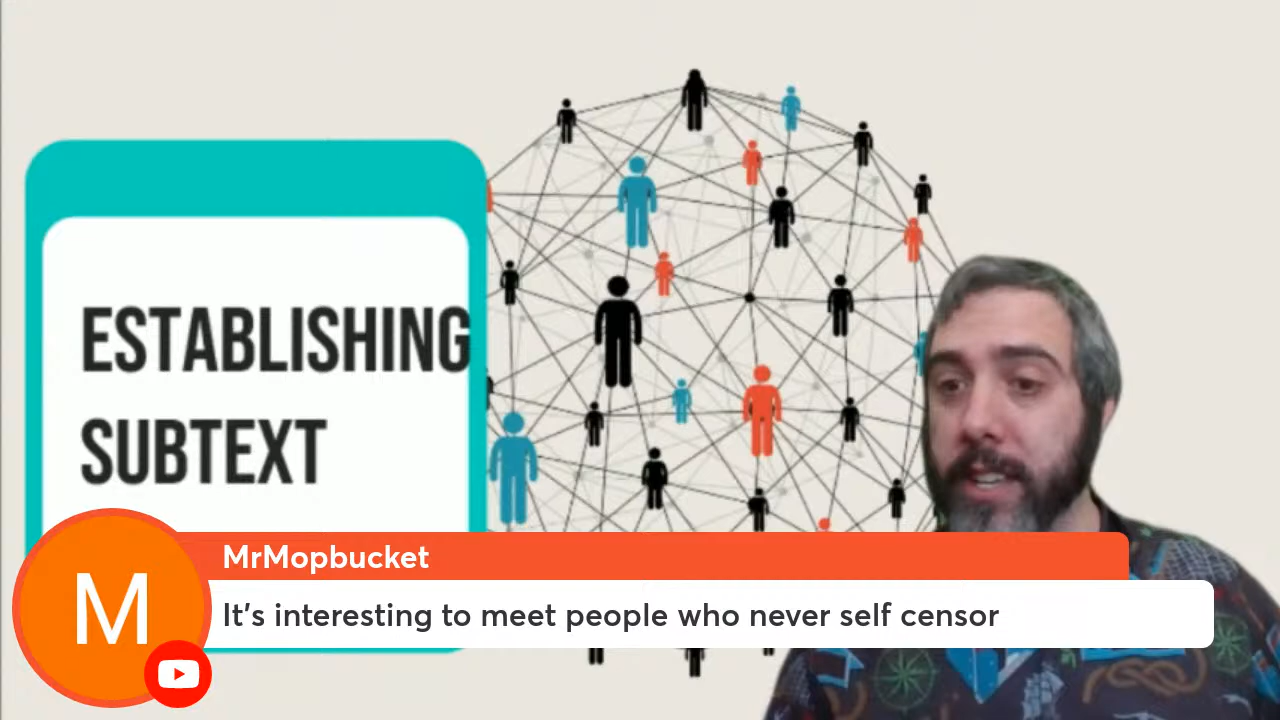 ESTABLISHING
SUBTEXT
M
MrMopbucket
It's interesting to meet people who never self censor